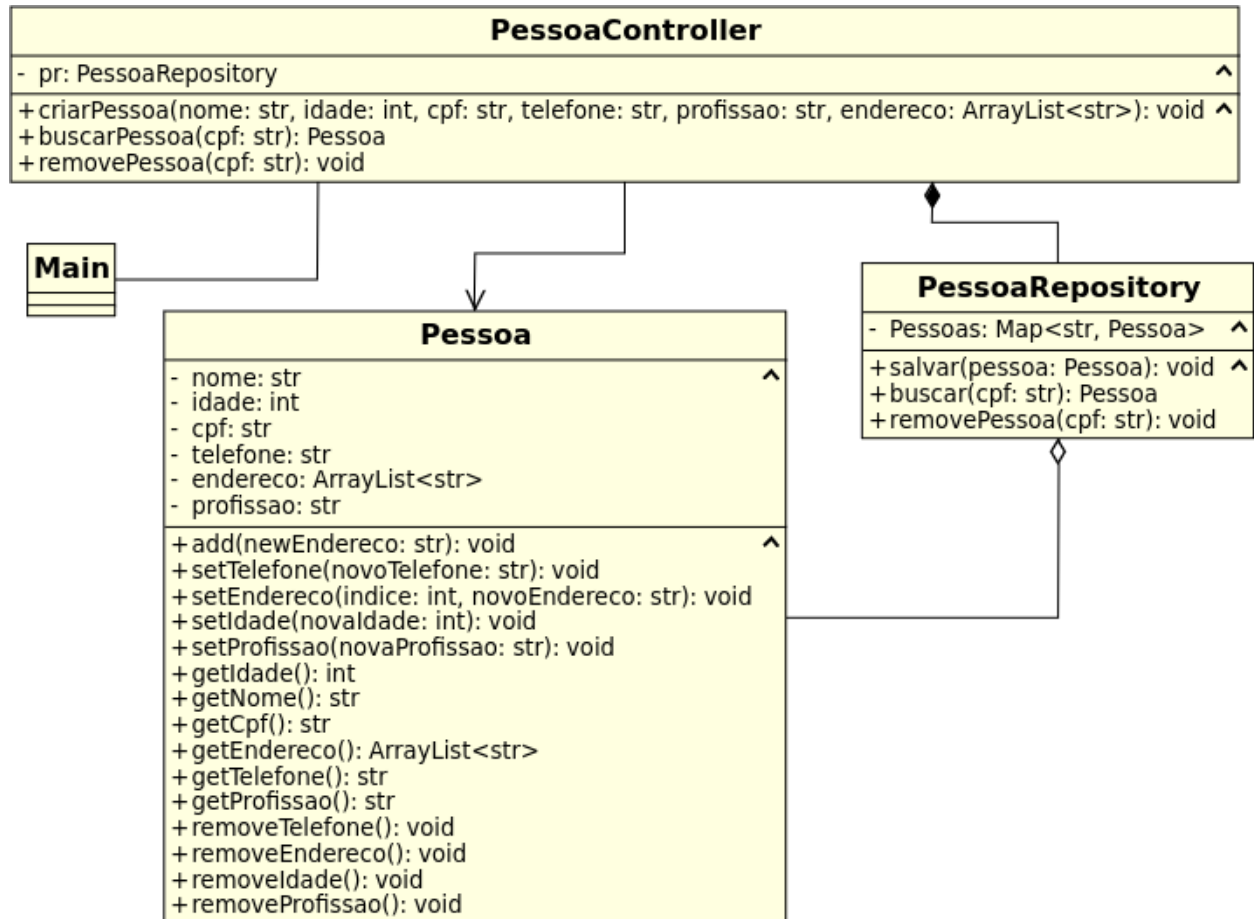 PessoaController
- pr: PessoaRepository
+ criarPessoa(nome: str, idade: int, cpf: str, telefone: str, profissao: str, endereco: ArrayList<str>): void
+ buscarPessoa(cpf: str): Pessoa
+ removePessoa(cpf: str): void
Main
PessoaRepository
- Pessoas: Map<str, Pessoa>
+ salvar(pessoa: Pessoa): void
+ buscar(cpf: str): Pessoa
+ removePessoa(cpf: str): void
Pessoa
- nome: str
- idade: int
- cpf: str
- telefone: str
- endereco: ArrayList<str>
- profissao: str
+ add(newEndereco: str): void
+ setTelefone(novoTelefone: str): void
+ setEndereco(indice: int, novoEndereco: str): void
+ setIdade(novaIdade: int): void
+ setProfissao(novaProfissao: str): void
+ getIdade(): int
+ getNome(): str
+ getCpf(): str
+ getEndereco(): ArrayList<str>
+ getTelefone(): str
+ getProfissao(): str
+ removeTelefone(): void
+ removeEndereco(): void
+ removeIdade(): void
+ removeProfissao(): void